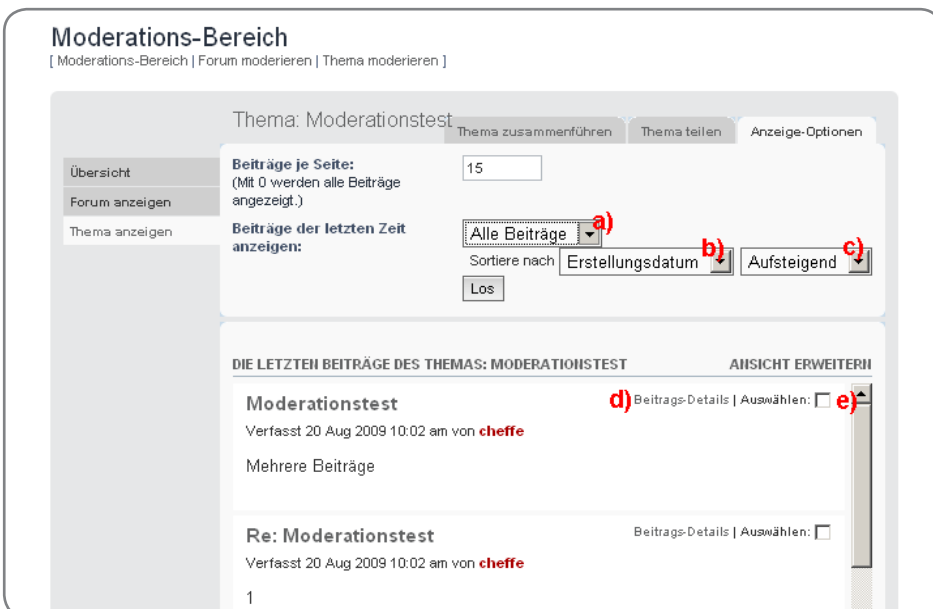 Moderations-Bereich
[ Moderations-Bereich | Forum moderieren | Thema moderieren ]
Thema: Moderationstest
Thema zusammenführen
Thema teilen
Anzeige-Optionen
Übersicht
Forum anzeigen
Thema anzeigen
Beiträge je Seite:
(Mit 0 werden alle Beiträge
angezeigt.)
15
Beiträge der letzten Zeit
anzeigen:
Alle Beiträge a)
Sortiere nach Erstellungsdatum b) Aufsteigend c)
Los
DIE LETZTEN BEITRÄGE DES THEMAS: MODERATIONSTEST ANSICHT ERWEITERN
Moderationstest d) Beitrags-Details | Auswählen: e)
Verfasst 20 Aug 2009 10:02 am von cheffe
Mehrere Beiträge
Re: Moderationstest Beitrags-Details | Auswählen:
Verfasst 20 Aug 2009 10:02 am von cheffe
1